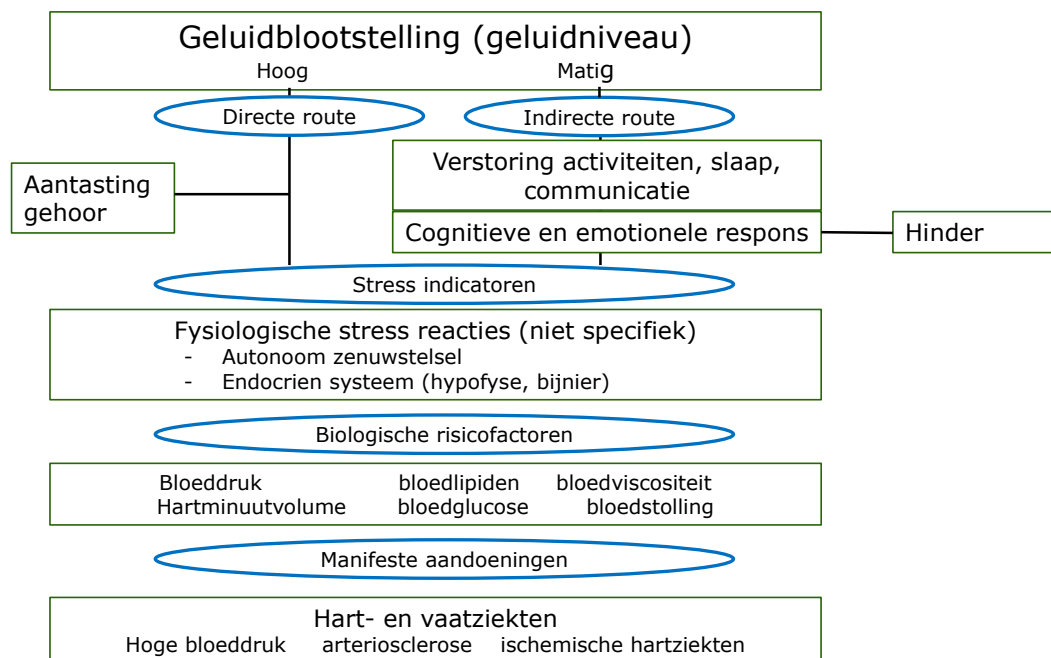 Geluidblootstelling (geluidniveau)
Hoog Matig
Directe route Indirecte route
Verstoring activiteiten, slaap,
communicatie
Aantasting
gehoor
Cognitieve en emotionele respons Hinder
Stress indicatoren
Fysiologische stress reacties (niet specifiek)
- Autonoom zenuwstelsel
- Endocrien systeem (hypofyse, bijnier)
Biologische risicofactoren
Bloeddruk bloedlipiden bloedviscositeit
Hartminuutvolume bloedglucose bloedstolling
Manifeste aandoeningen
Hart- en vaatziekten
Hoge bloeddruk arteriosclerose ischemische hartziekten